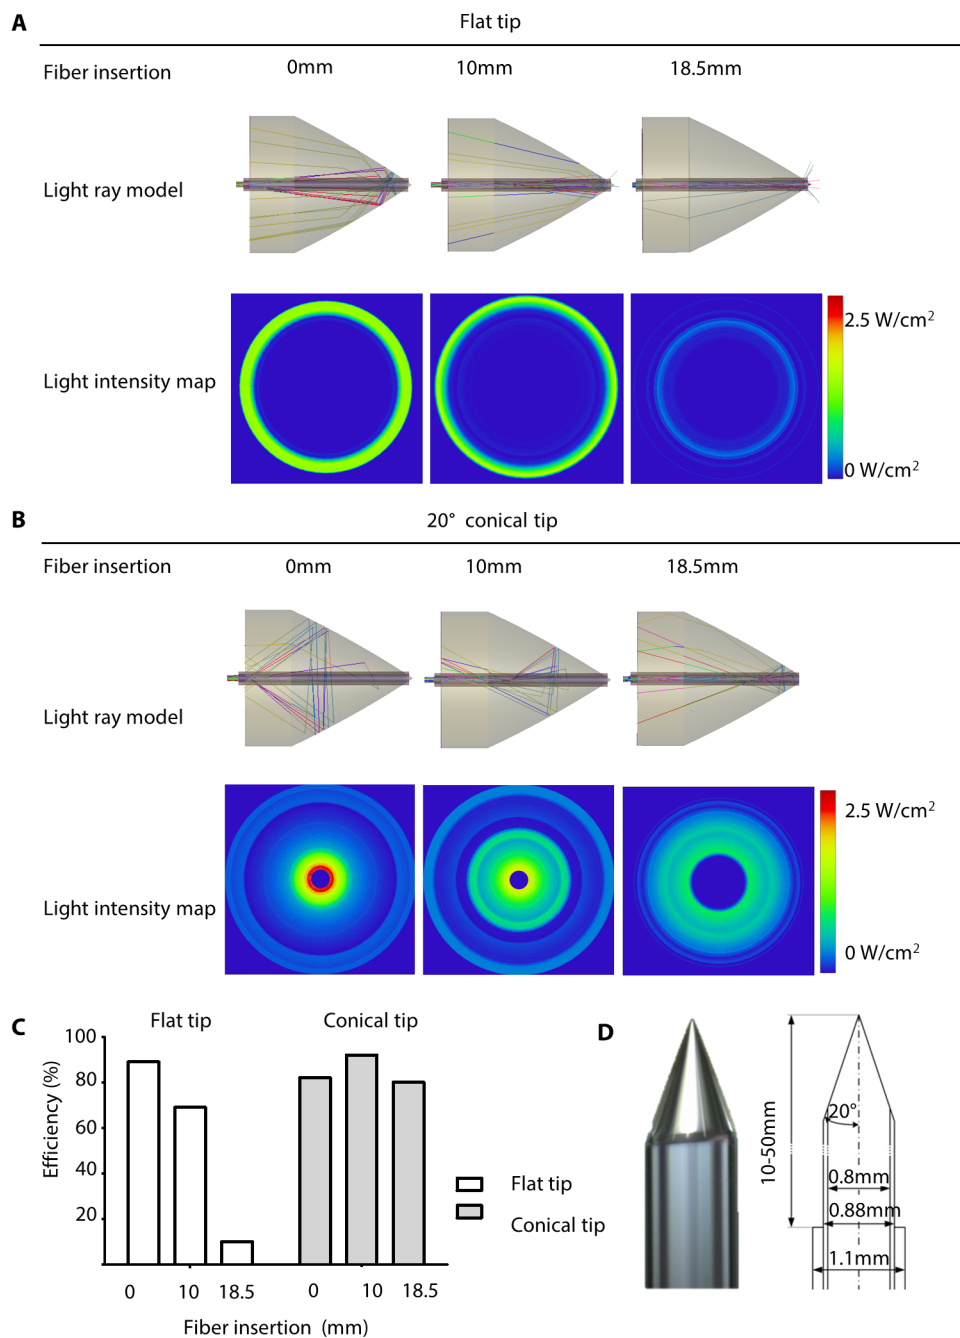 A
Flat tip
Fiber insertion 0mm 10mm 18.5mm
Light ray model
Light intensity map
2.5 W/cm²
0 W/cm²
B
20° conical tip
Fiber insertion 0mm 10mm 18.5mm
Light ray model
Light intensity map
2.5 W/cm²
0 W/cm²
C
Flat tip Conical tip
Efficiency (%)
100
80
60
40
20
0 10 18.5 0 10 18.5
Fiber insertion (mm)
Flat tip
Conical tip
D
10-50mm
20°
0.8mm
0.88mm
1.1mm